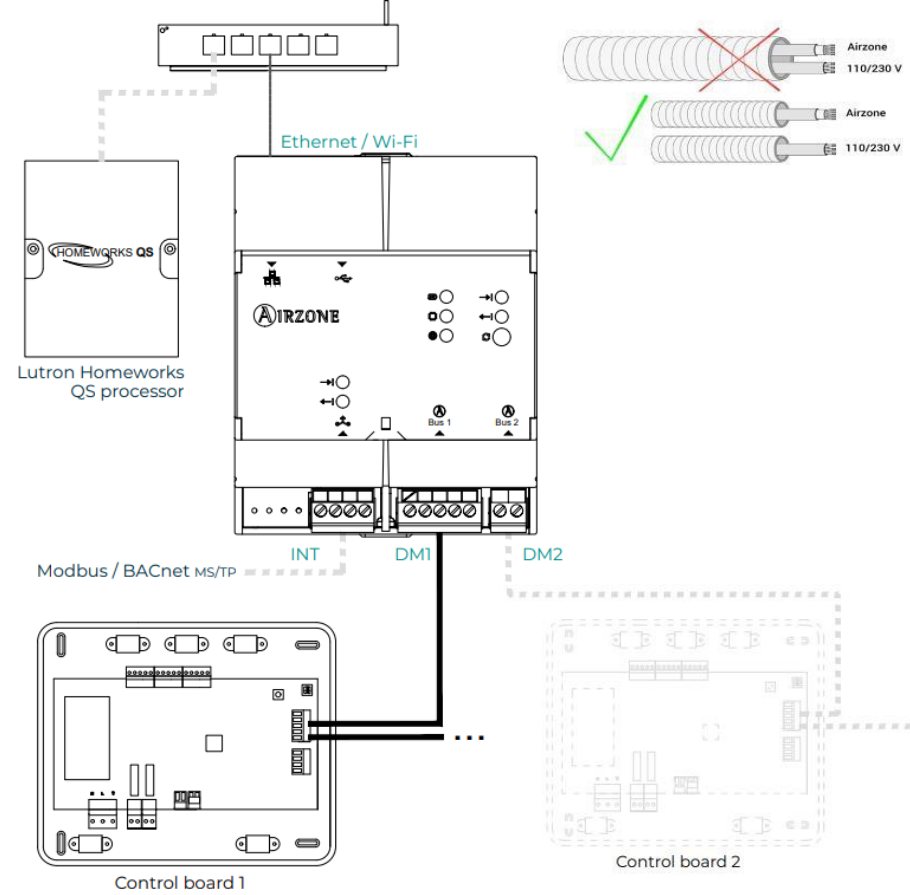 Airzone
110/230 V
Airzone
110/230 V
Ethernet / Wi-Fi
HOMEWORKS QS
AIRZONE
Lutron Homeworks
QS processor
Bus 1
Bus 2
INT
DM1
DM2
Modbus / BACnet MS/TP
...
Control board 2
Control board 1